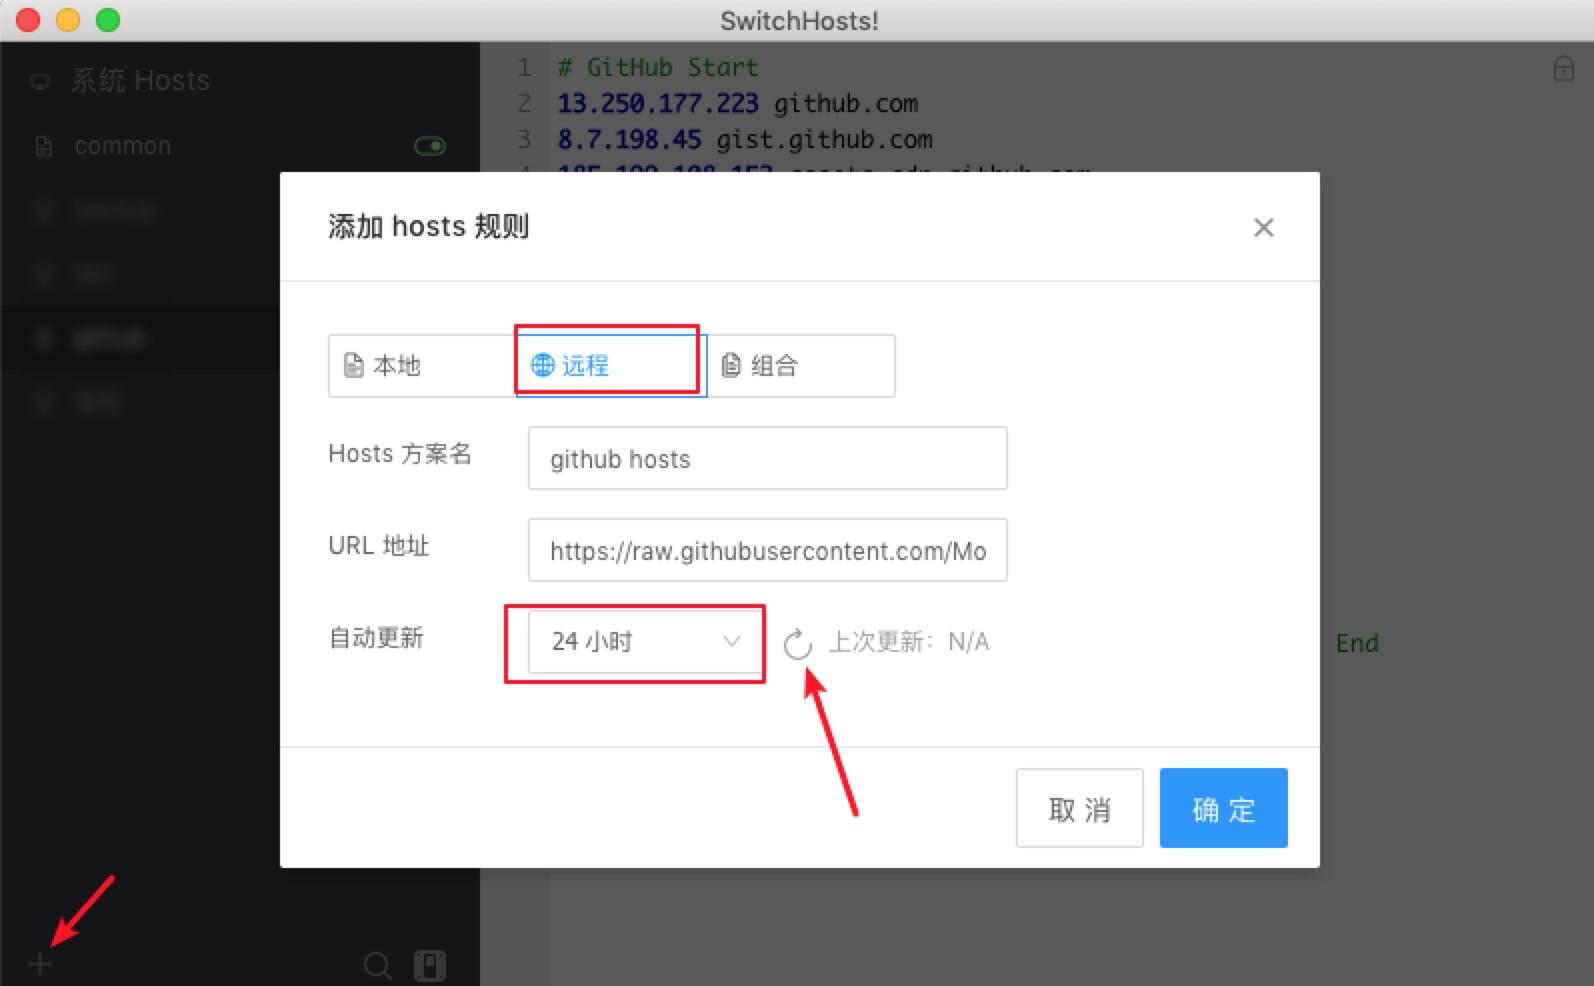 SwitchHosts!
系统 Hosts
common
1 # GitHub Start
2 13.250.177.223 github.com
3 8.7.198.45 gist.github.com
添加 hosts 规则
本地 远程 组合
Hosts 方案名 github hosts
URL 地址 https://raw.githubusercontent.com/Mo
自动更新 24 小时 上次更新: N/A
End
取 消 确 定